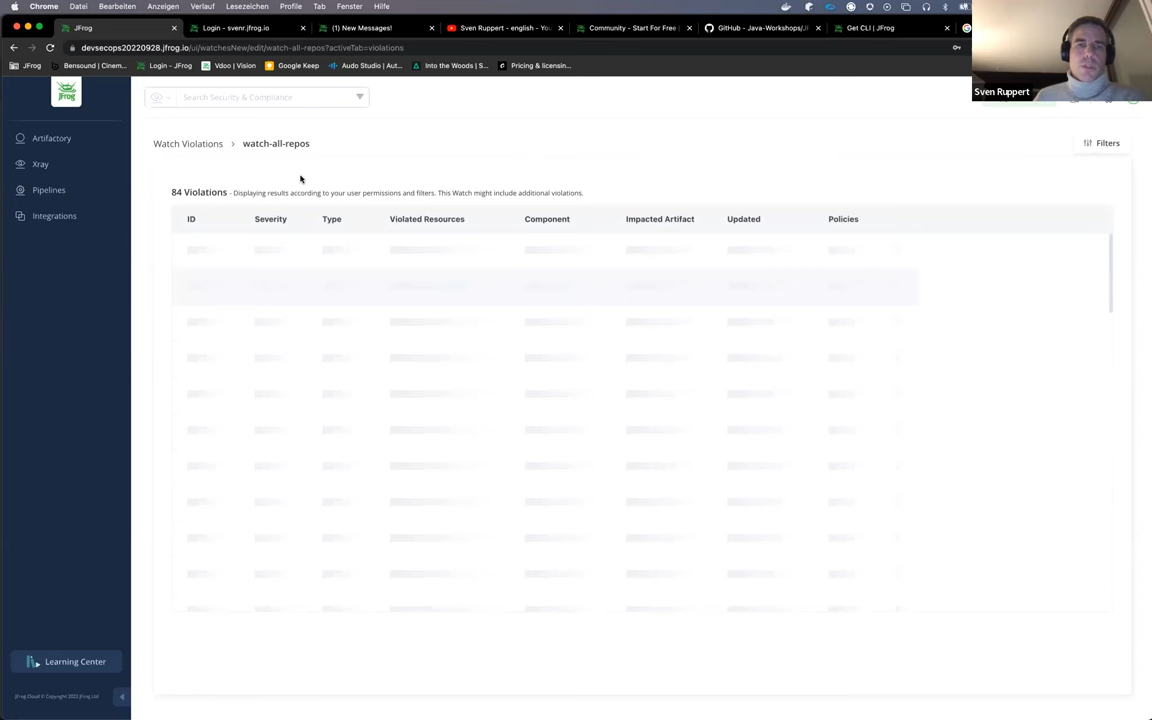 Chrome Datei Bearbeiten Anzeigen Verlauf Lesezeichen Profile Tab Fenster Hilfe
JFrog
Login - svenr.jfrog.io
(1) New Messages!
Sven Ruppert - english - You
Community - Start For Free
GitHub - Java-Workshops/JF
Get CLI | JFrog
devsecops20220928.jfrog.io/ui/watchesNew/edit/watch-all-repos?activeTab=violations
JFrog Bensound | Cinem... Login - JFrog Vdoo | Vision Google Keep Audo Studio | Aut... Into the Woods | S... Pricing & licensin...
Sven Ruppert
JFrog
Search Security & Compliance
Artifactory
Xray
Pipelines
Integrations
Watch Violations > watch-all-repos
Filters
84 Violations - Displaying results according to your user permissions and filters. This Watch might include additional violations.
ID Severity Type Violated Resources Component Impacted Artifact Updated Policies
Learning Center
JFrog Cloud © Copyright 2022 JFrog Ltd